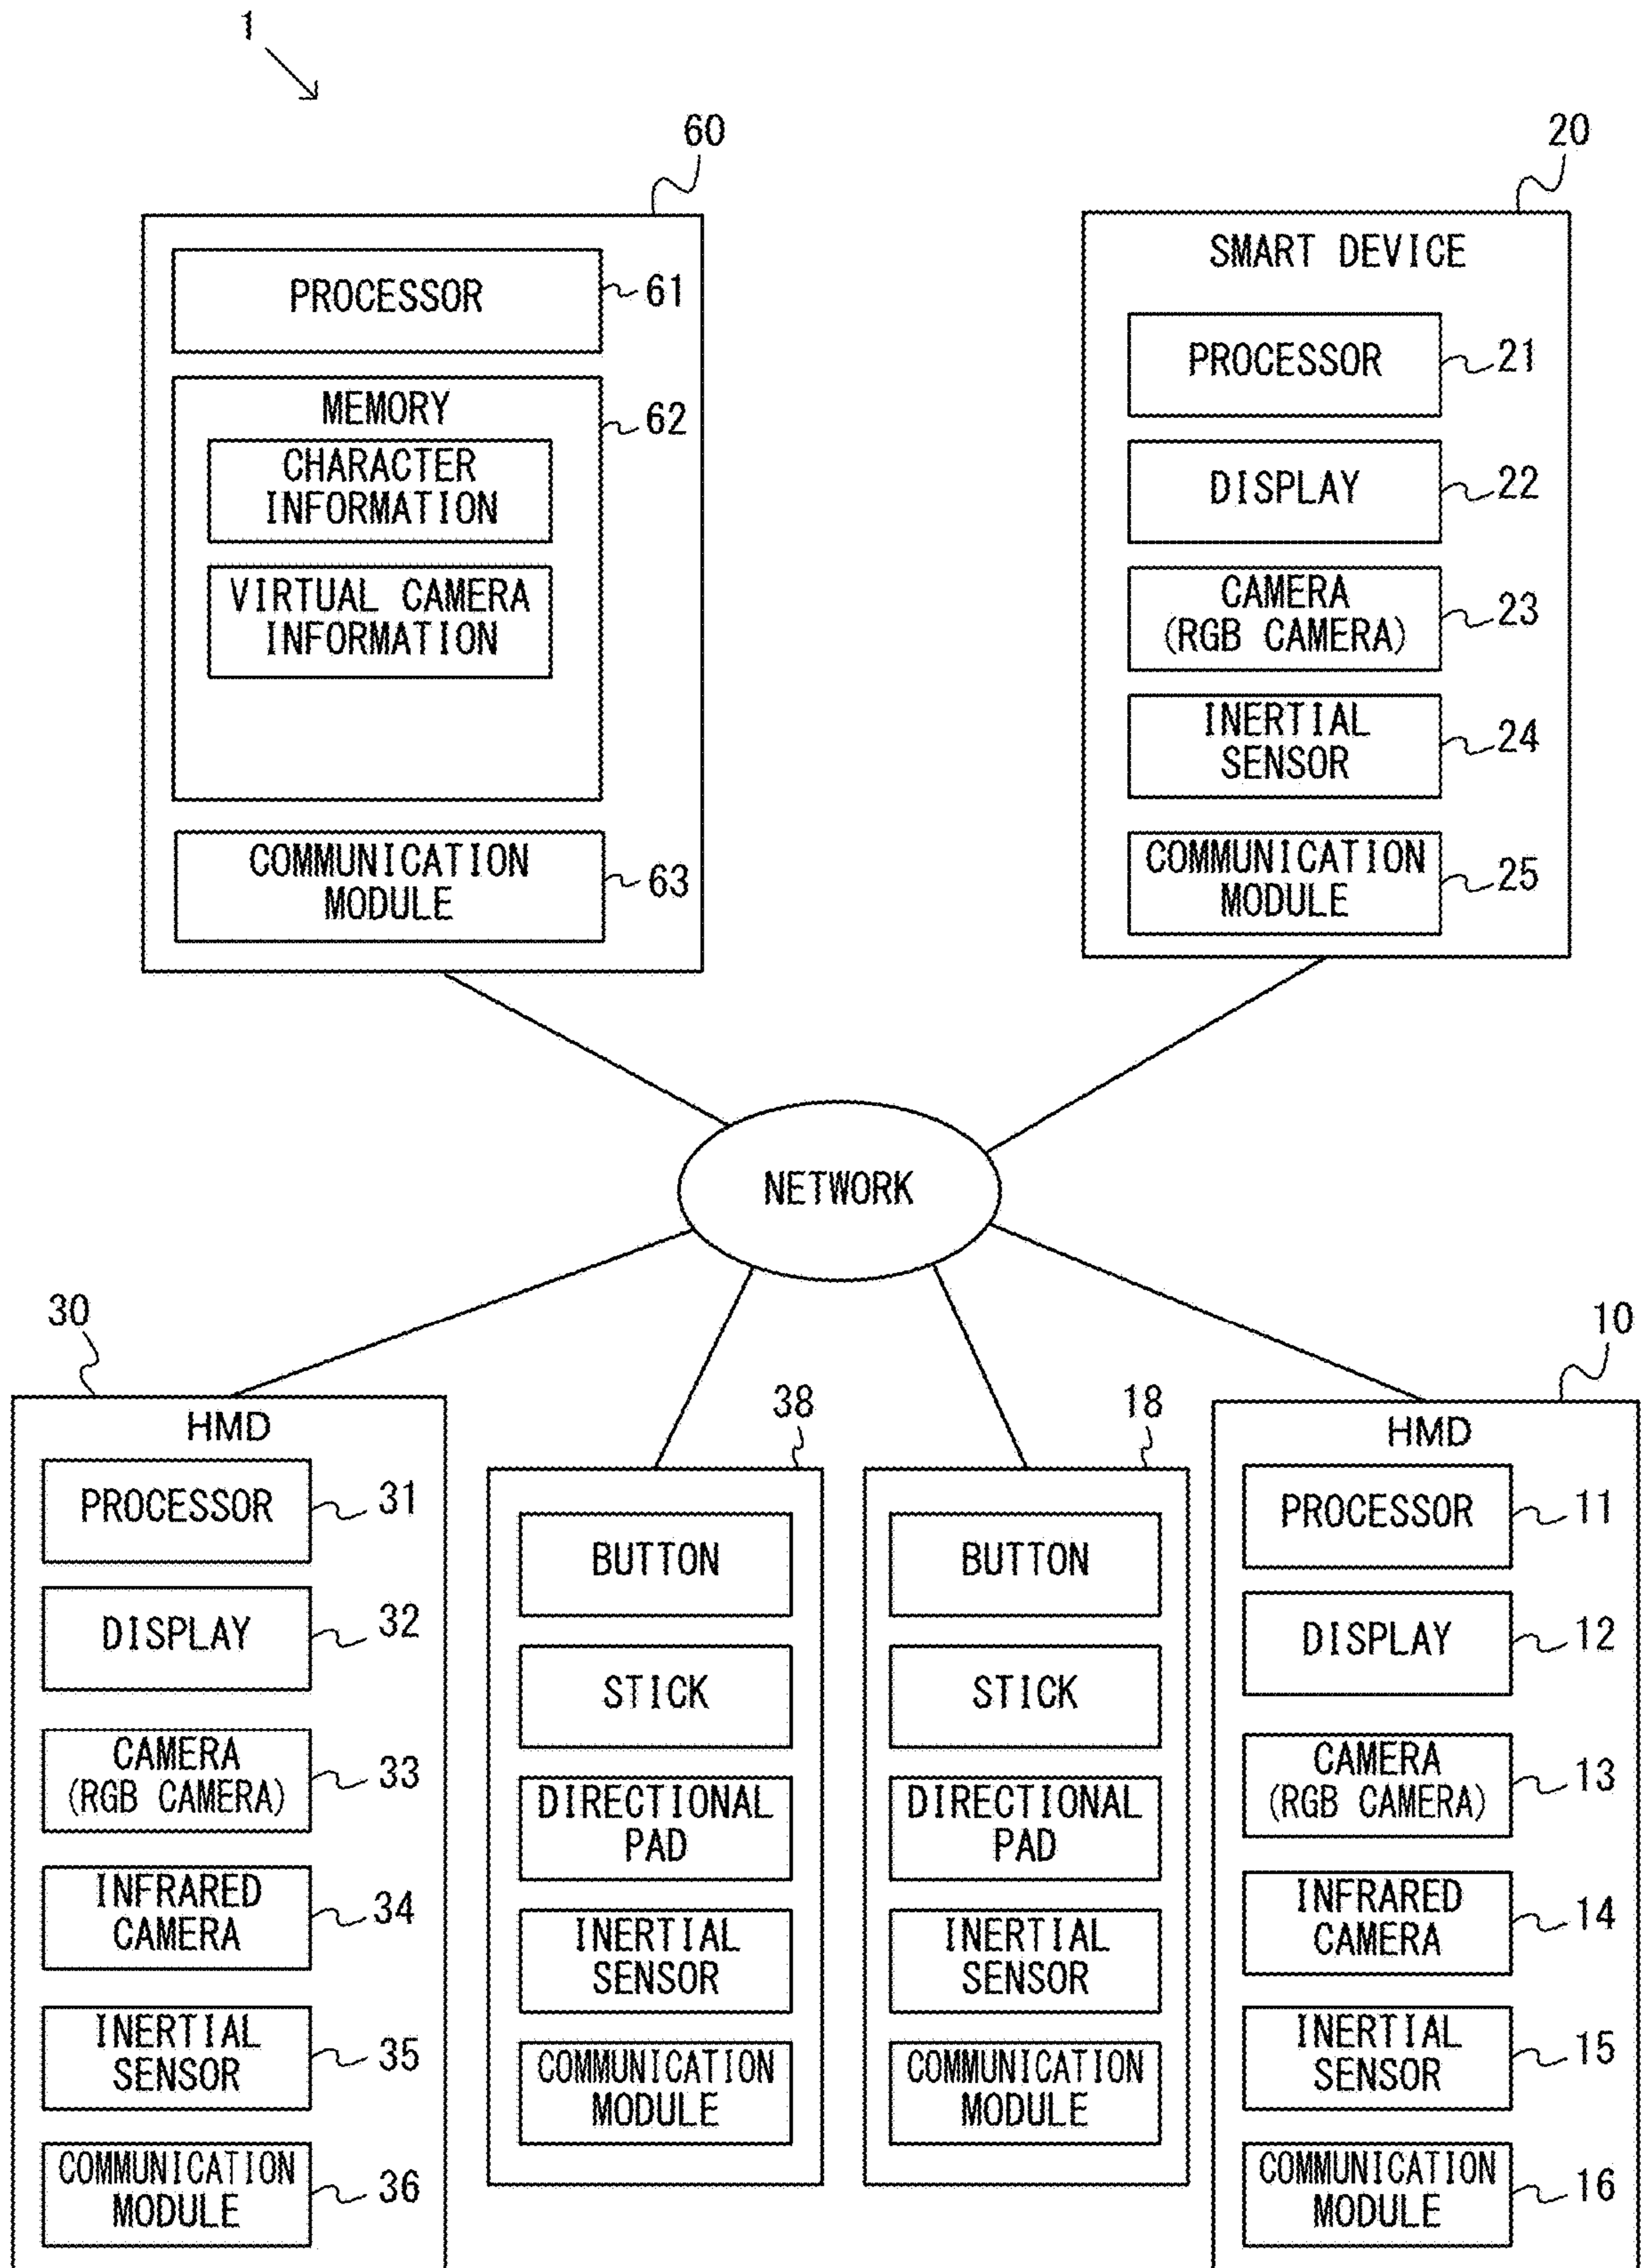 1
60
PROCESSOR
61
MEMORY
62
CHARACTER
INFORMATION
VIRTUAL CAMERA
INFORMATION
COMMUNICATION
MODULE
63
20
SMART DEVICE
PROCESSOR
21
DISPLAY
22
CAMERA
(RGB CAMERA)
23
INERTIAL
SENSOR
24
COMMUNICATION
MODULE
25
NETWORK
30
HMD
PROCESSOR
31
DISPLAY
32
CAMERA
(RGB CAMERA)
33
INFRARED
CAMERA
34
INERTIAL
SENSOR
35
COMMUNICATION
MODULE
36
38
BUTTON
STICK
DIRECTIONAL
PAD
INERTIAL
SENSOR
COMMUNICATION
MODULE
18
BUTTON
STICK
DIRECTIONAL
PAD
INERTIAL
SENSOR
COMMUNICATION
MODULE
10
HMD
PROCESSOR
11
DISPLAY
12
CAMERA
(RGB CAMERA)
13
INFRARED
CAMERA
14
INERTIAL
SENSOR
15
COMMUNICATION
MODULE
16